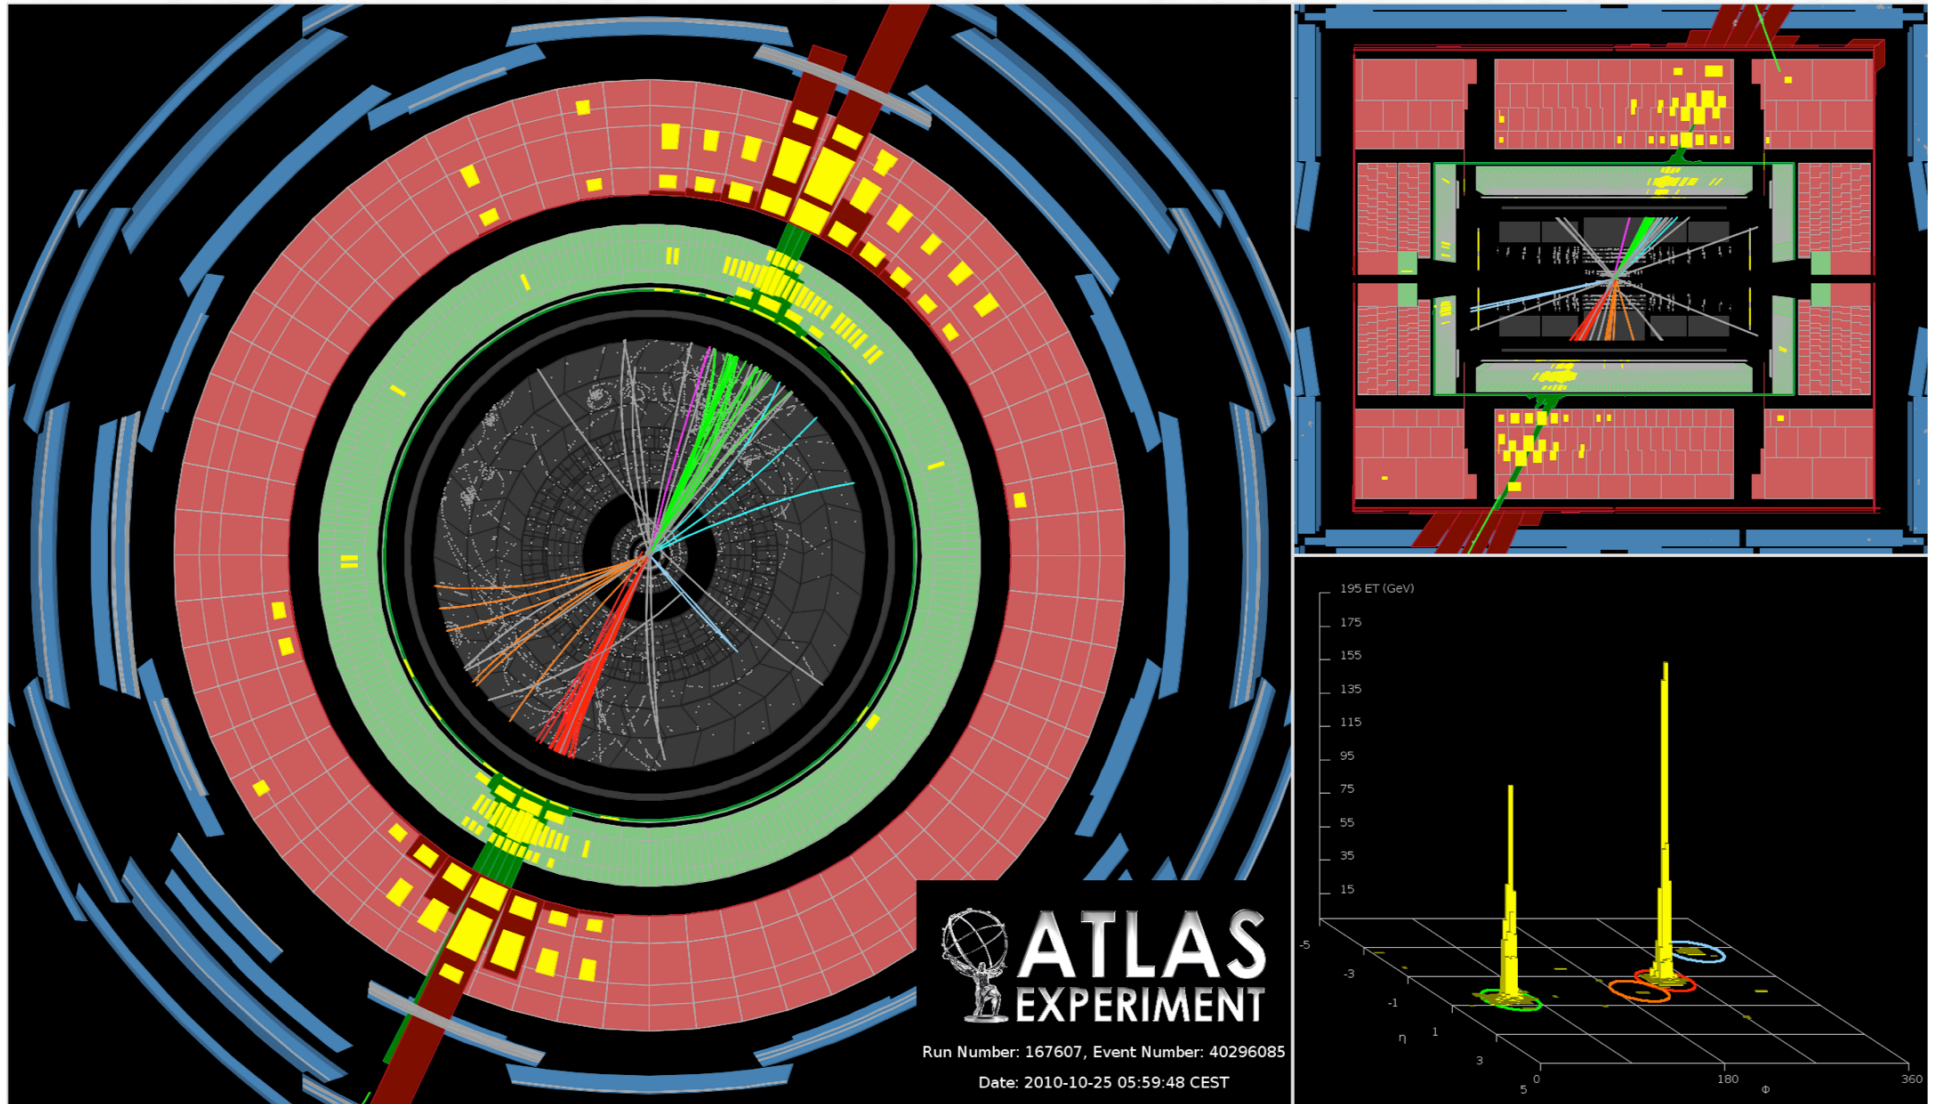 ATLAS
EXPERIMENT
Run Number: 167607, Event Number: 40296085
Date: 2010-10-25 05:59:48 CEST
195 ET (GeV)
175
155
135
115
95
75
55
35
15
-5
-3
-1
1
η
3
5
0
180
Φ
360